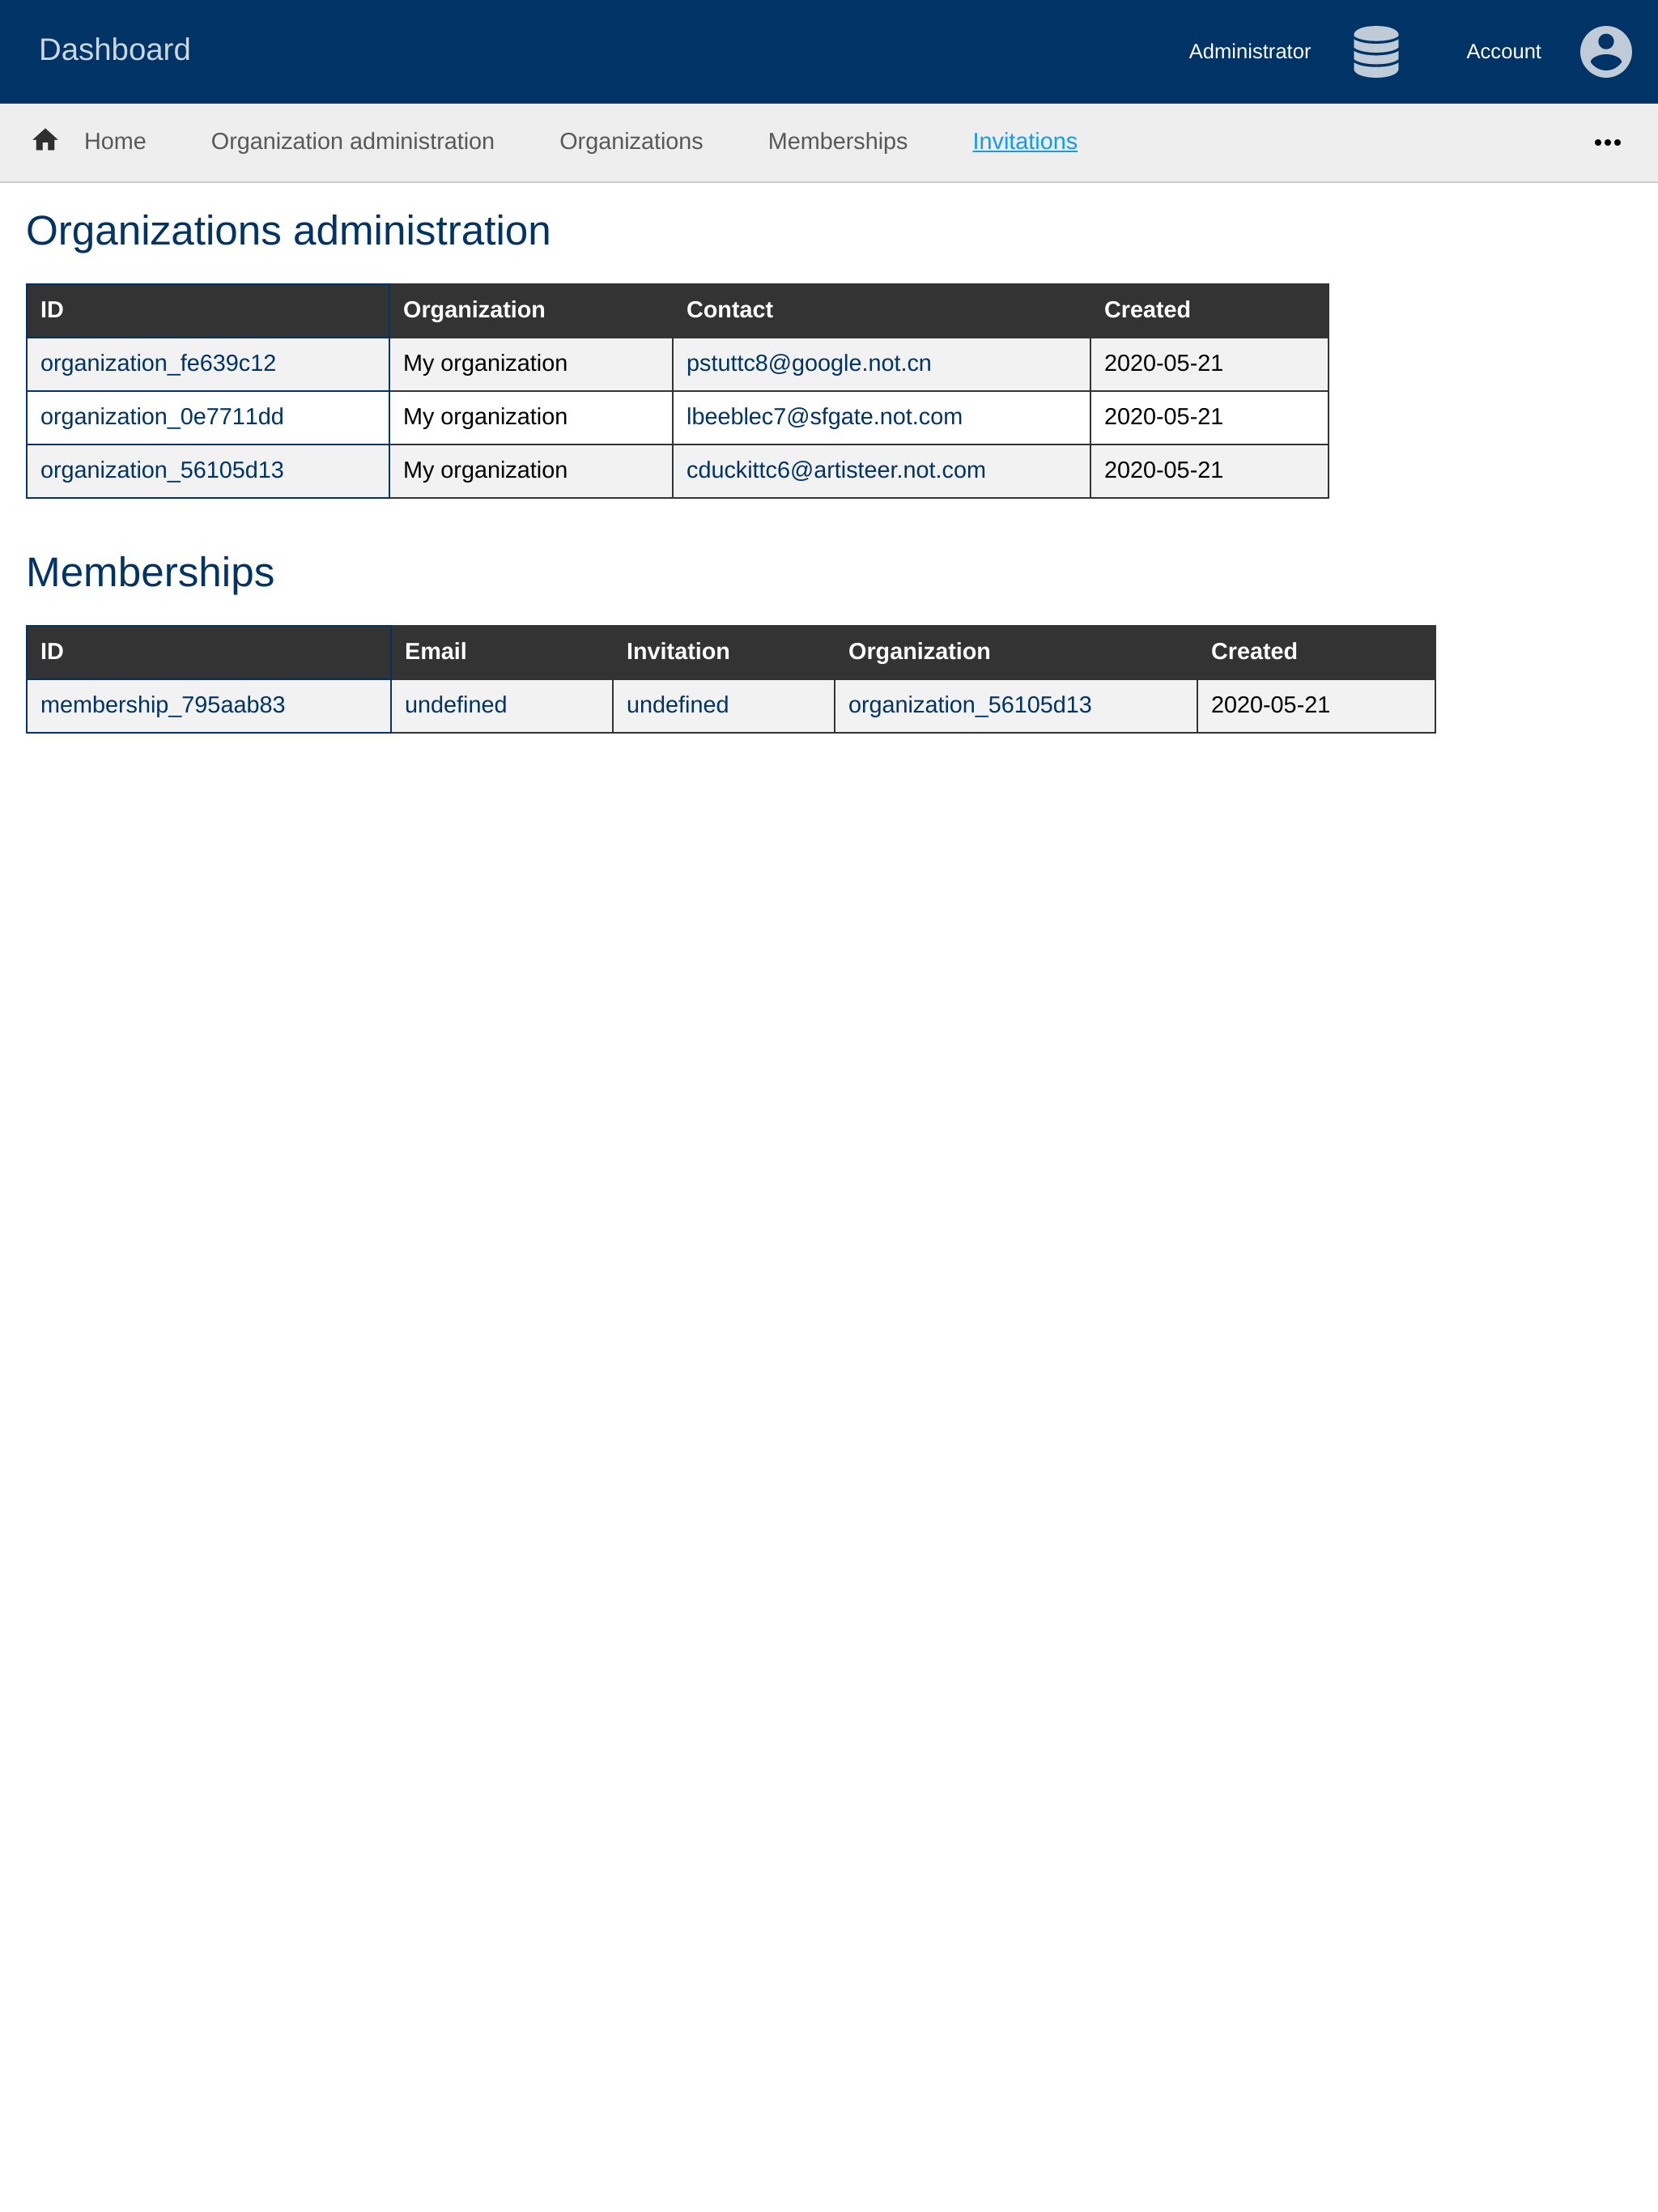 Dashboard Administrator Account
Home Organization administration Organizations Memberships Invitations
Organizations administration
ID Organization Contact Created
organization_fe639c12 My organization pstuttc8@google.not.cn 2020-05-21
organization_0e7711dd My organization lbeeblec7@sfgate.not.com 2020-05-21
organization_56105d13 My organization cduckittc6@artisteer.not.com 2020-05-21
Memberships
ID Email Invitation Organization Created
membership_795aab83 undefined undefined organization_56105d13 2020-05-21